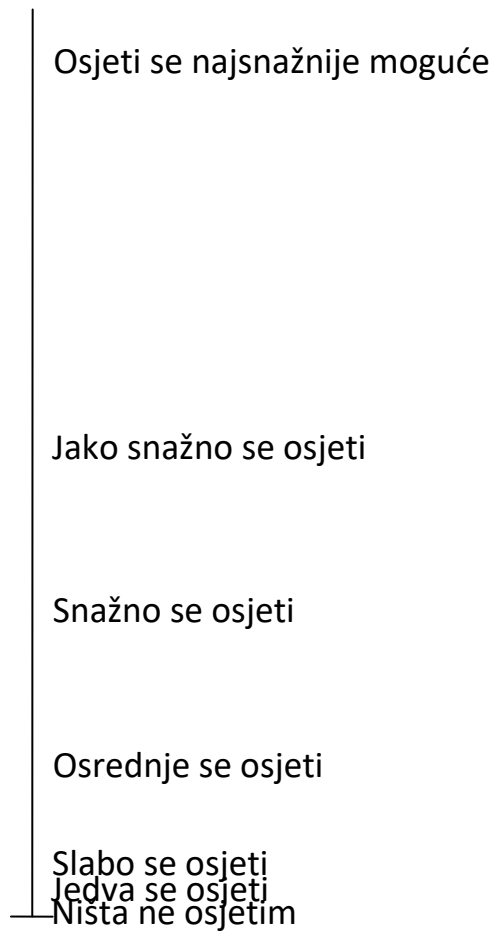 Osjeti se najsnažnije moguće
Jako snažno se osjeti
Snažno se osjeti
Osrednje se osjeti
Slabo se osjeti
Jedva se osjeti
Ništa ne osjetim